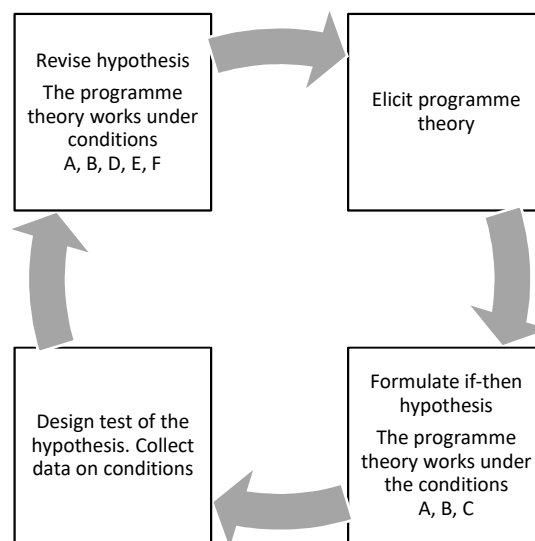 Revise hypothesis
The programme
theory works under
conditions
A, B, D, E, F
Elicit programme
theory
Formulate if-then
hypothesis
The programme
theory works under
the conditions
A, B, C
Design test of the
hypothesis. Collect
data on conditions